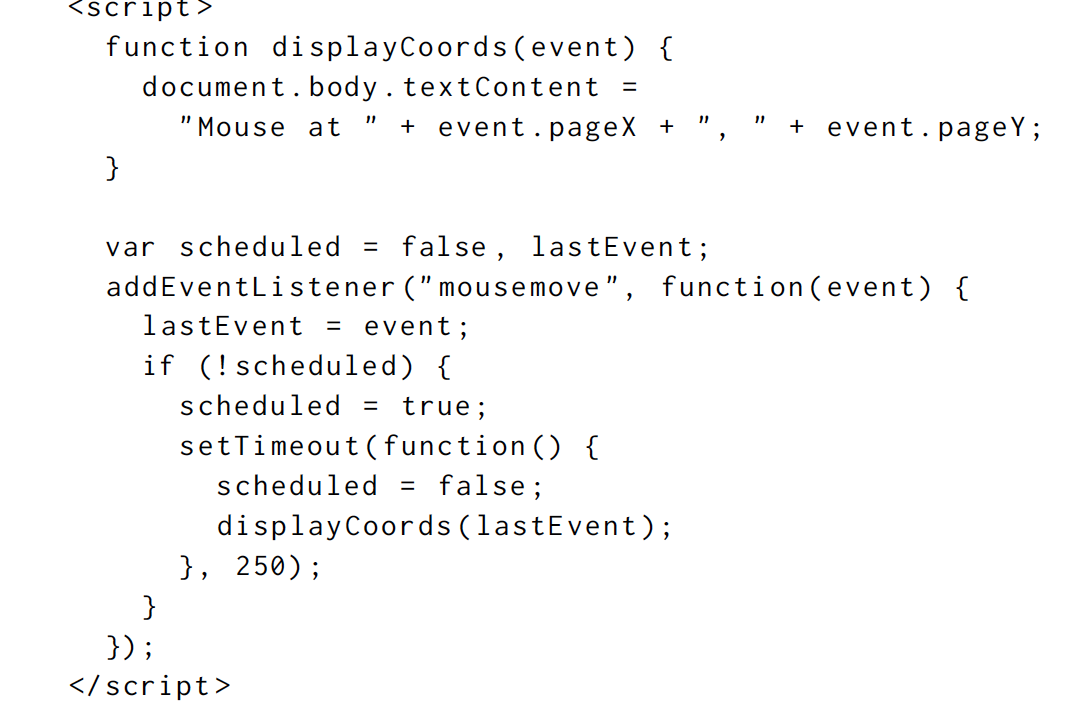 <script>
function displayCoords(event) {
document.body.textContent =
"Mouse at " + event.pageX + ", " + event.pageY;
}
var scheduled = false, lastEvent;
addEventListener("mousemove", function(event) {
lastEvent = event;
if (!scheduled) {
scheduled = true;
setTimeout(function() {
scheduled = false;
displayCoords(lastEvent);
}, 250);
}
});
</script>